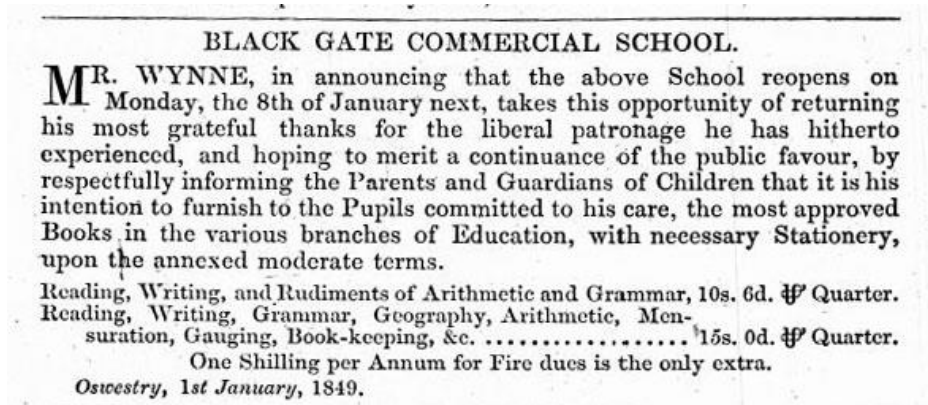 BLACK GATE COMMERCIAL SCHOOL.
MR. WYNNE, in announcing that the above School reopens on
Monday, the 8th of January next, takes this opportunity of returning
his most grateful thanks for the liberal patronage he has hitherto
experienced, and hoping to merit a continuance of the public favour, by
respectfully informing the Parents and Guardians of Children that it is his
intention to furnish to the Pupils committed to his care, the most approved
Books in the various branches of Education, with necessary Stationery,
upon the annexed moderate terms.
Reading, Writing, and Rudiments of Arithmetic and Grammar, 10s. 6d. ⅌ Quarter.
Reading, Writing, Grammar, Geography, Arithmetic, Men-
suration, Gauging, Book-keeping, &c. .................... 15s. 0d. ⅌ Quarter.
One Shilling per Annum for Fire dues is the only extra.
Oswestry, 1st January, 1849.